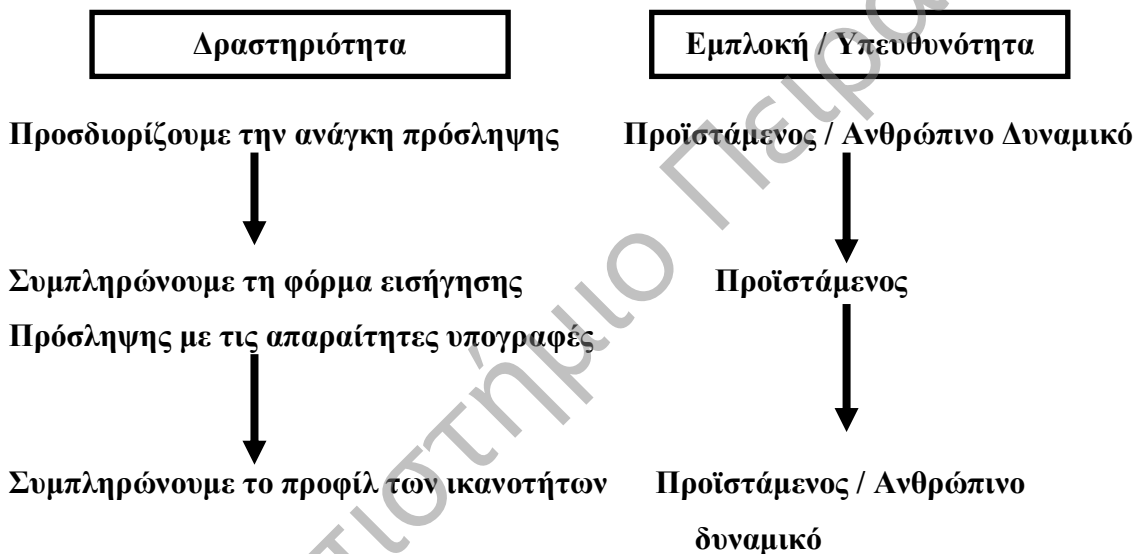 Δραστηριότητα
Εμπλοκή / Υπευθυνότητα
Προσδιορίζουμε την ανάγκη πρόσληψης
Προϊστάμενος / Ανθρώπινο Δυναμικό
Συμπληρώνουμε τη φόρμα εισήγησης
Προϊστάμενος
Πρόσληψης με τις απαραίτητες υπογραφές
Συμπληρώνουμε το προφίλ των ικανοτήτων
Προϊστάμενος / Ανθρώπινο
δυναμικό